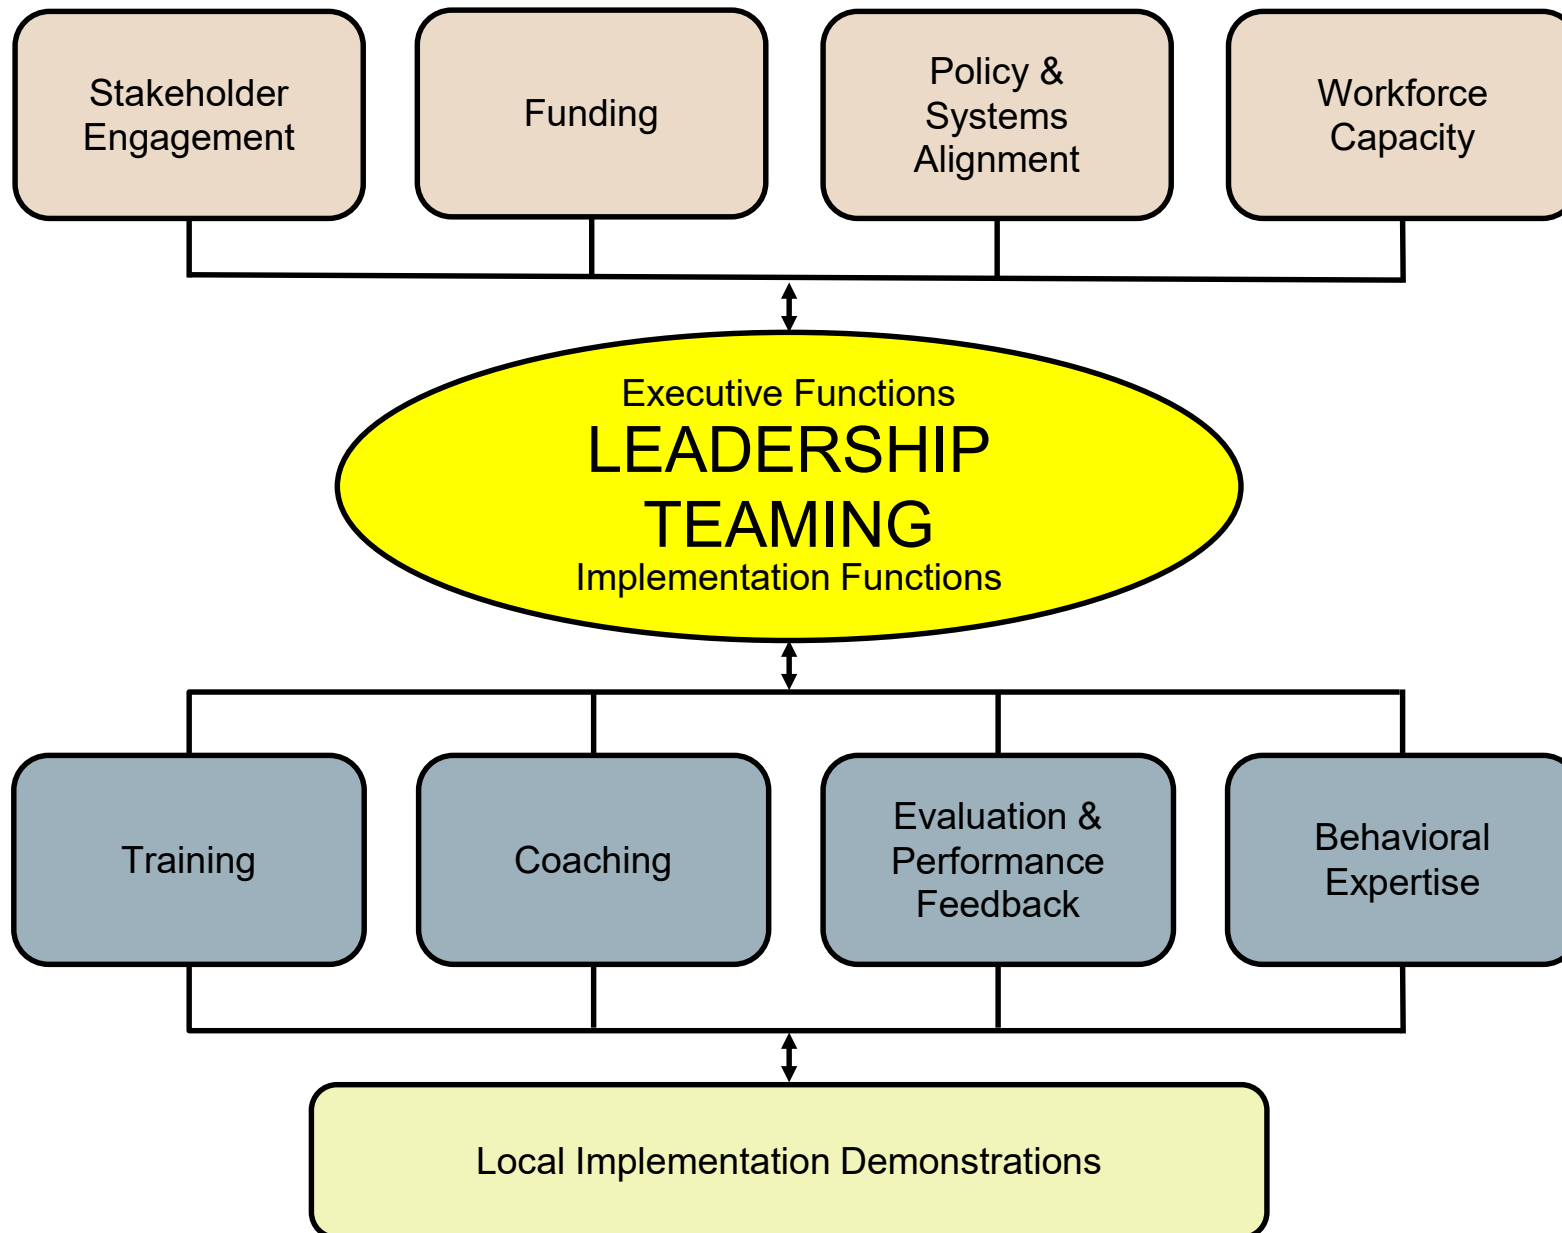 Stakeholder
Engagement
Funding
Policy &
Systems
Alignment
Workforce
Capacity
Executive Functions
LEADERSHIP
TEAMING
Implementation Functions
Training
Coaching
Evaluation &
Performance
Feedback
Behavioral
Expertise
Local Implementation Demonstrations